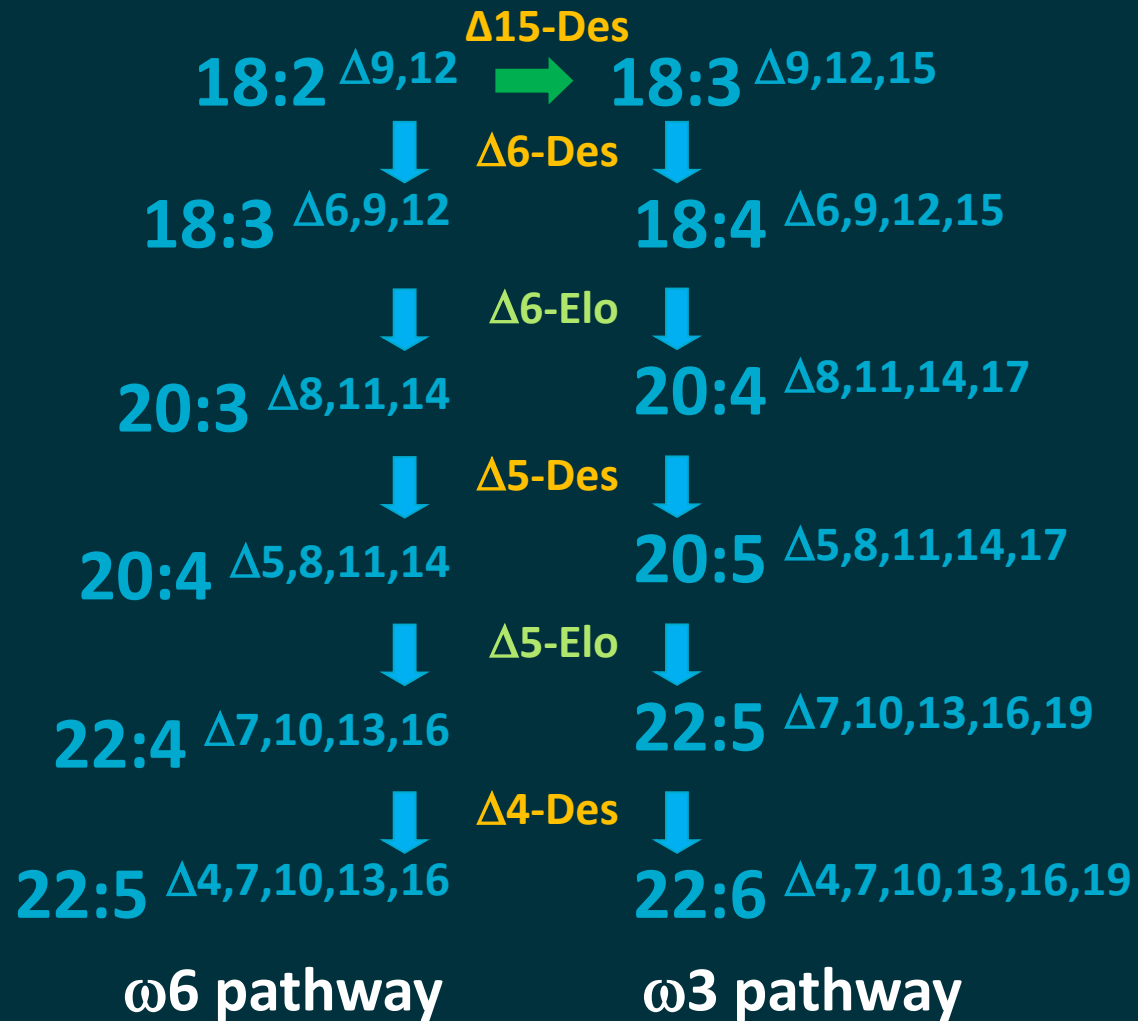 Δ15-Des
18:2 Δ9,12 18:3 Δ9,12,15
Δ6-Des
18:3 Δ6,9,12 18:4 Δ6,9,12,15
Δ6-Elo
20:3 Δ8,11,14 20:4 Δ8,11,14,17
Δ5-Des
20:4 Δ5,8,11,14 20:5 Δ5,8,11,14,17
Δ5-Elo
22:4 Δ7,10,13,16 22:5 Δ7,10,13,16,19
Δ4-Des
22:5 Δ4,7,10,13,16 22:6 Δ4,7,10,13,16,19
ω6 pathway ω3 pathway